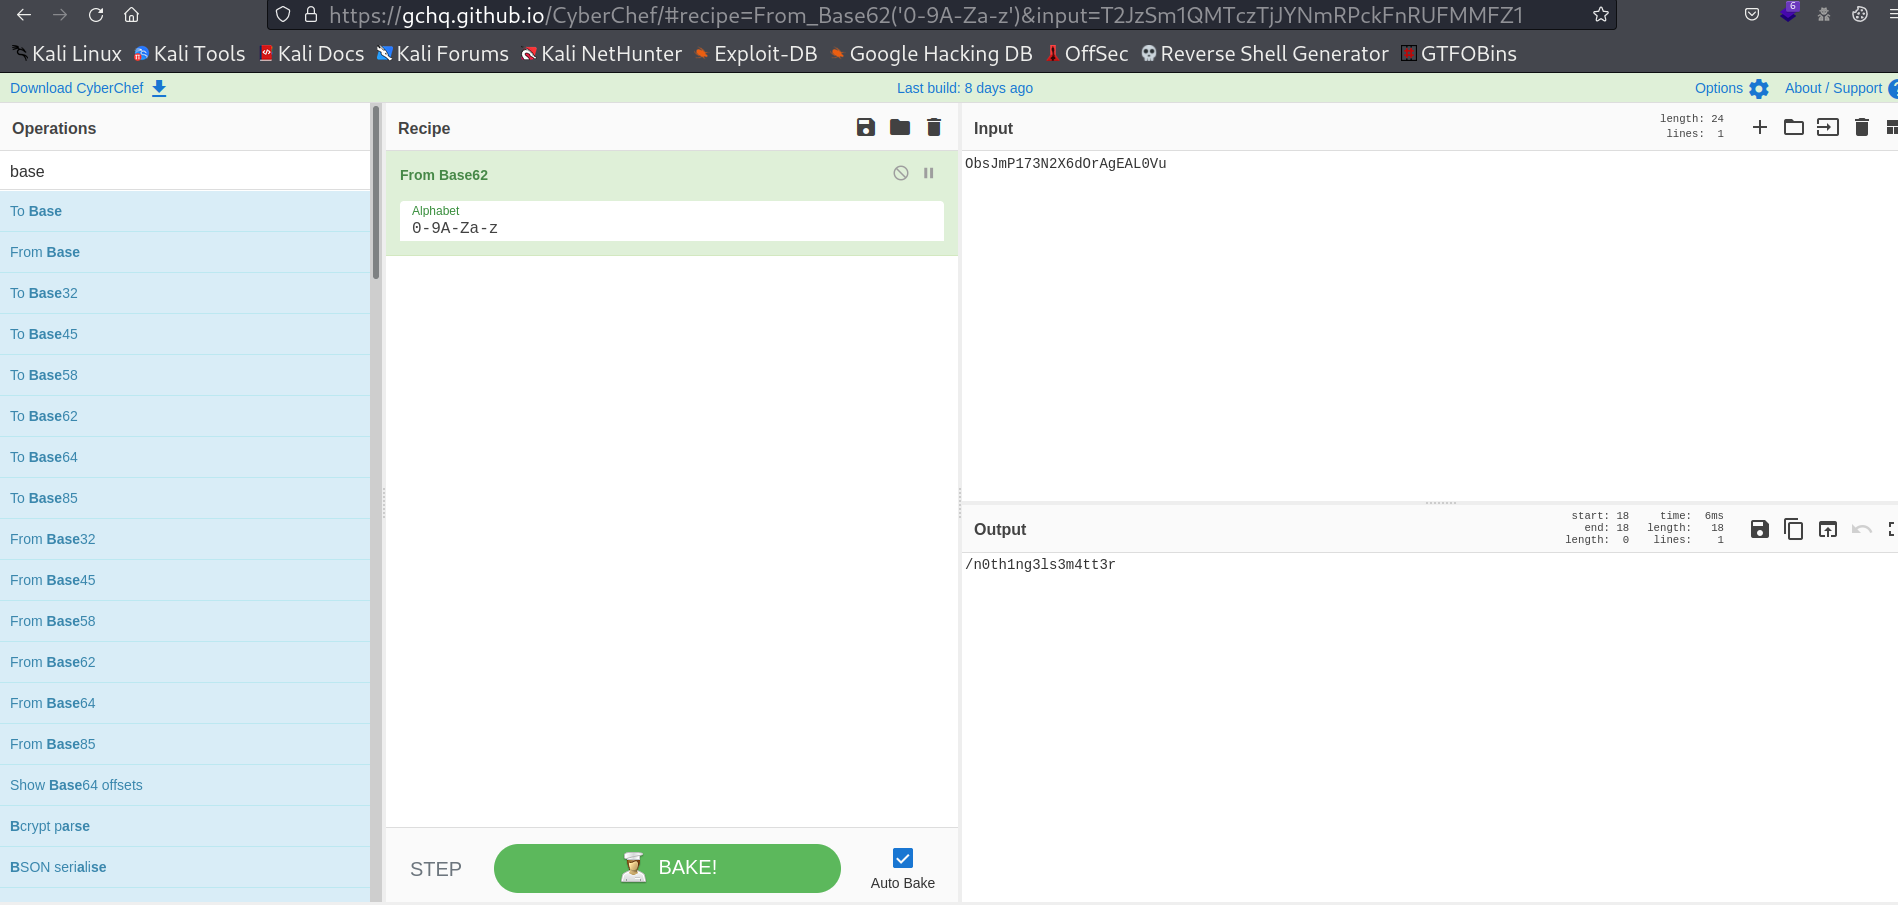 https://gchq.github.io/CyberChef/#recipe=From_Base62('0-9A-Za-z')&input=T2JzSm1QMTczTjJYNmRPckFnRUFMMFZ1
6
Kali Linux Kali Tools Kali Docs Kali Forums Kali NetHunter Exploit-DB Google Hacking DB OffSec Reverse Shell Generator GTFOBins
Download CyberChef
Last build: 8 days ago
Options About / Support
Operations
base
To Base
From Base
To Base32
To Base45
To Base58
To Base62
To Base64
To Base85
From Base32
From Base45
From Base58
From Base62
From Base64
From Base85
Show Base64 offsets
Bcrypt parse
BSON serialise
Recipe
From Base62
Alphabet
0-9A-Za-z
STEP
BAKE!
Auto Bake
Input
length: 24
lines: 1
ObsJmP173N2X6dOrAgEAL0Vu
Output
start: 18 time: 6ms
end: 18 length: 18
length: 0 lines: 1
/n0th1ng3ls3m4tt3r